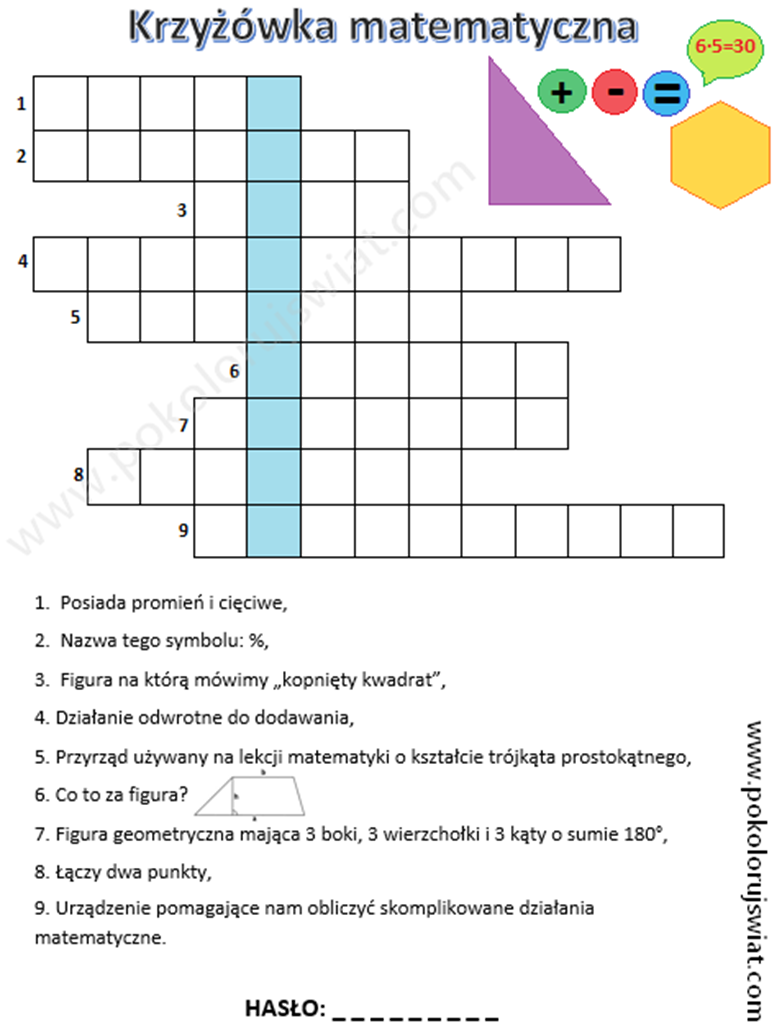 Krzyżówka matematyczna
6·5=30
+ - =
1
2
3
4
5
6
7
8
9
www.pokolorujswiat.com
1. Posiada promień i cięciwe,
2. Nazwa tego symbolu: %,
3. Figura na którą mówimy „kopnięty kwadrat”,
4. Działanie odwrotne do dodawania,
5. Przyrząd używany na lekcji matematyki o kształcie trójkąta prostokątnego,
6. Co to za figura?
7. Figura geometryczna mająca 3 boki, 3 wierzchołki i 3 kąty o sumie 180°,
8. Łączy dwa punkty,
9. Urządzenie pomagające nam obliczyć skomplikowane działania
matematyczne.
www.pokolorujswiat.com
HASŁO: _ _ _ _ _ _ _ _ _